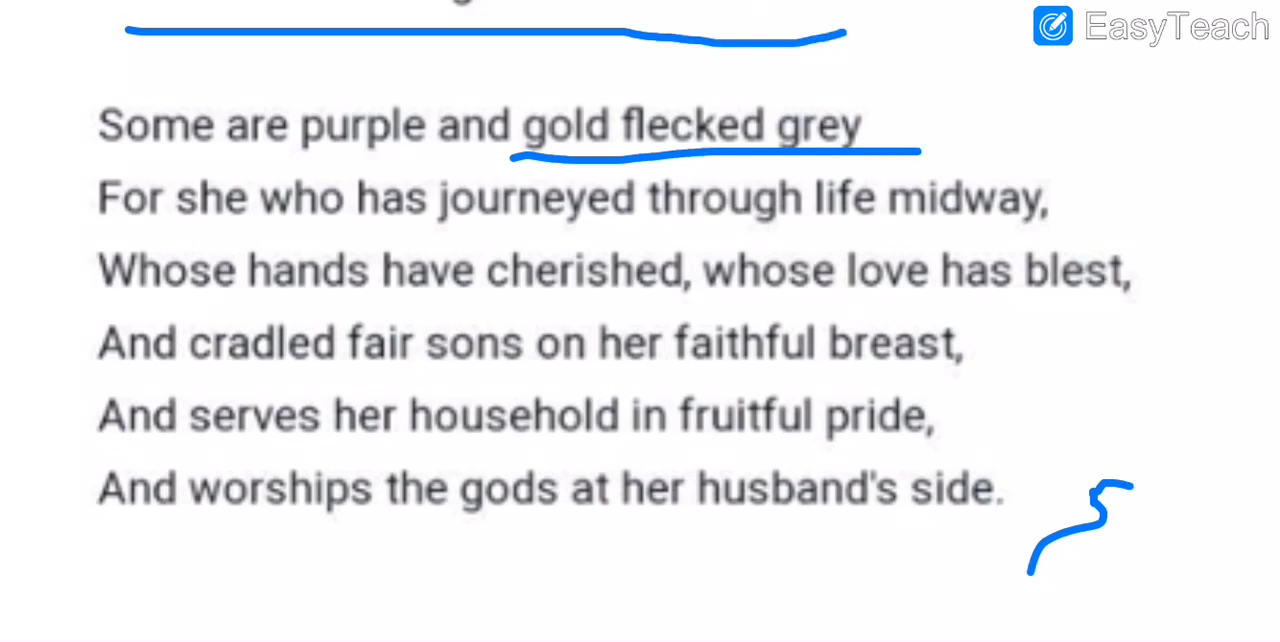 EasyTeach
Some are purple and gold flecked grey
For she who has journeyed through life midway,
Whose hands have cherished, whose love has blest,
And cradled fair sons on her faithful breast,
And serves her household in fruitful pride,
And worships the gods at her husband's side.